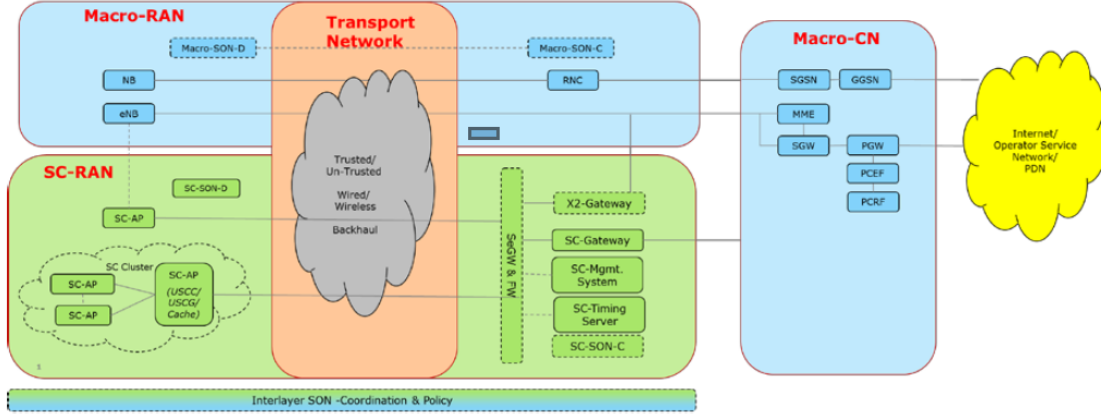 Macro-RAN
Transport
Network
Macro-SON-D
Macro-SON-C
Macro-CN
NB
RNC
SGSN
GGSN
eNB
MME
SGW
PGW
PCEF
PCRF
Internet/
Operator Service
Network/
PDN
Trusted/
Un-Trusted
Wired/
Wireless
Backhaul
SC-RAN
SC-SON-D
SC-AP
SC Cluster
SC-AP
SC-AP
SC-AP
(USCC/
USCG/
Cache)
SeGW & FW
X2-Gateway
SC-Gateway
SC-Mgmt.
System
SC-Timing
Server
SC-SON-C
Interlayer SON -Coordination & Policy